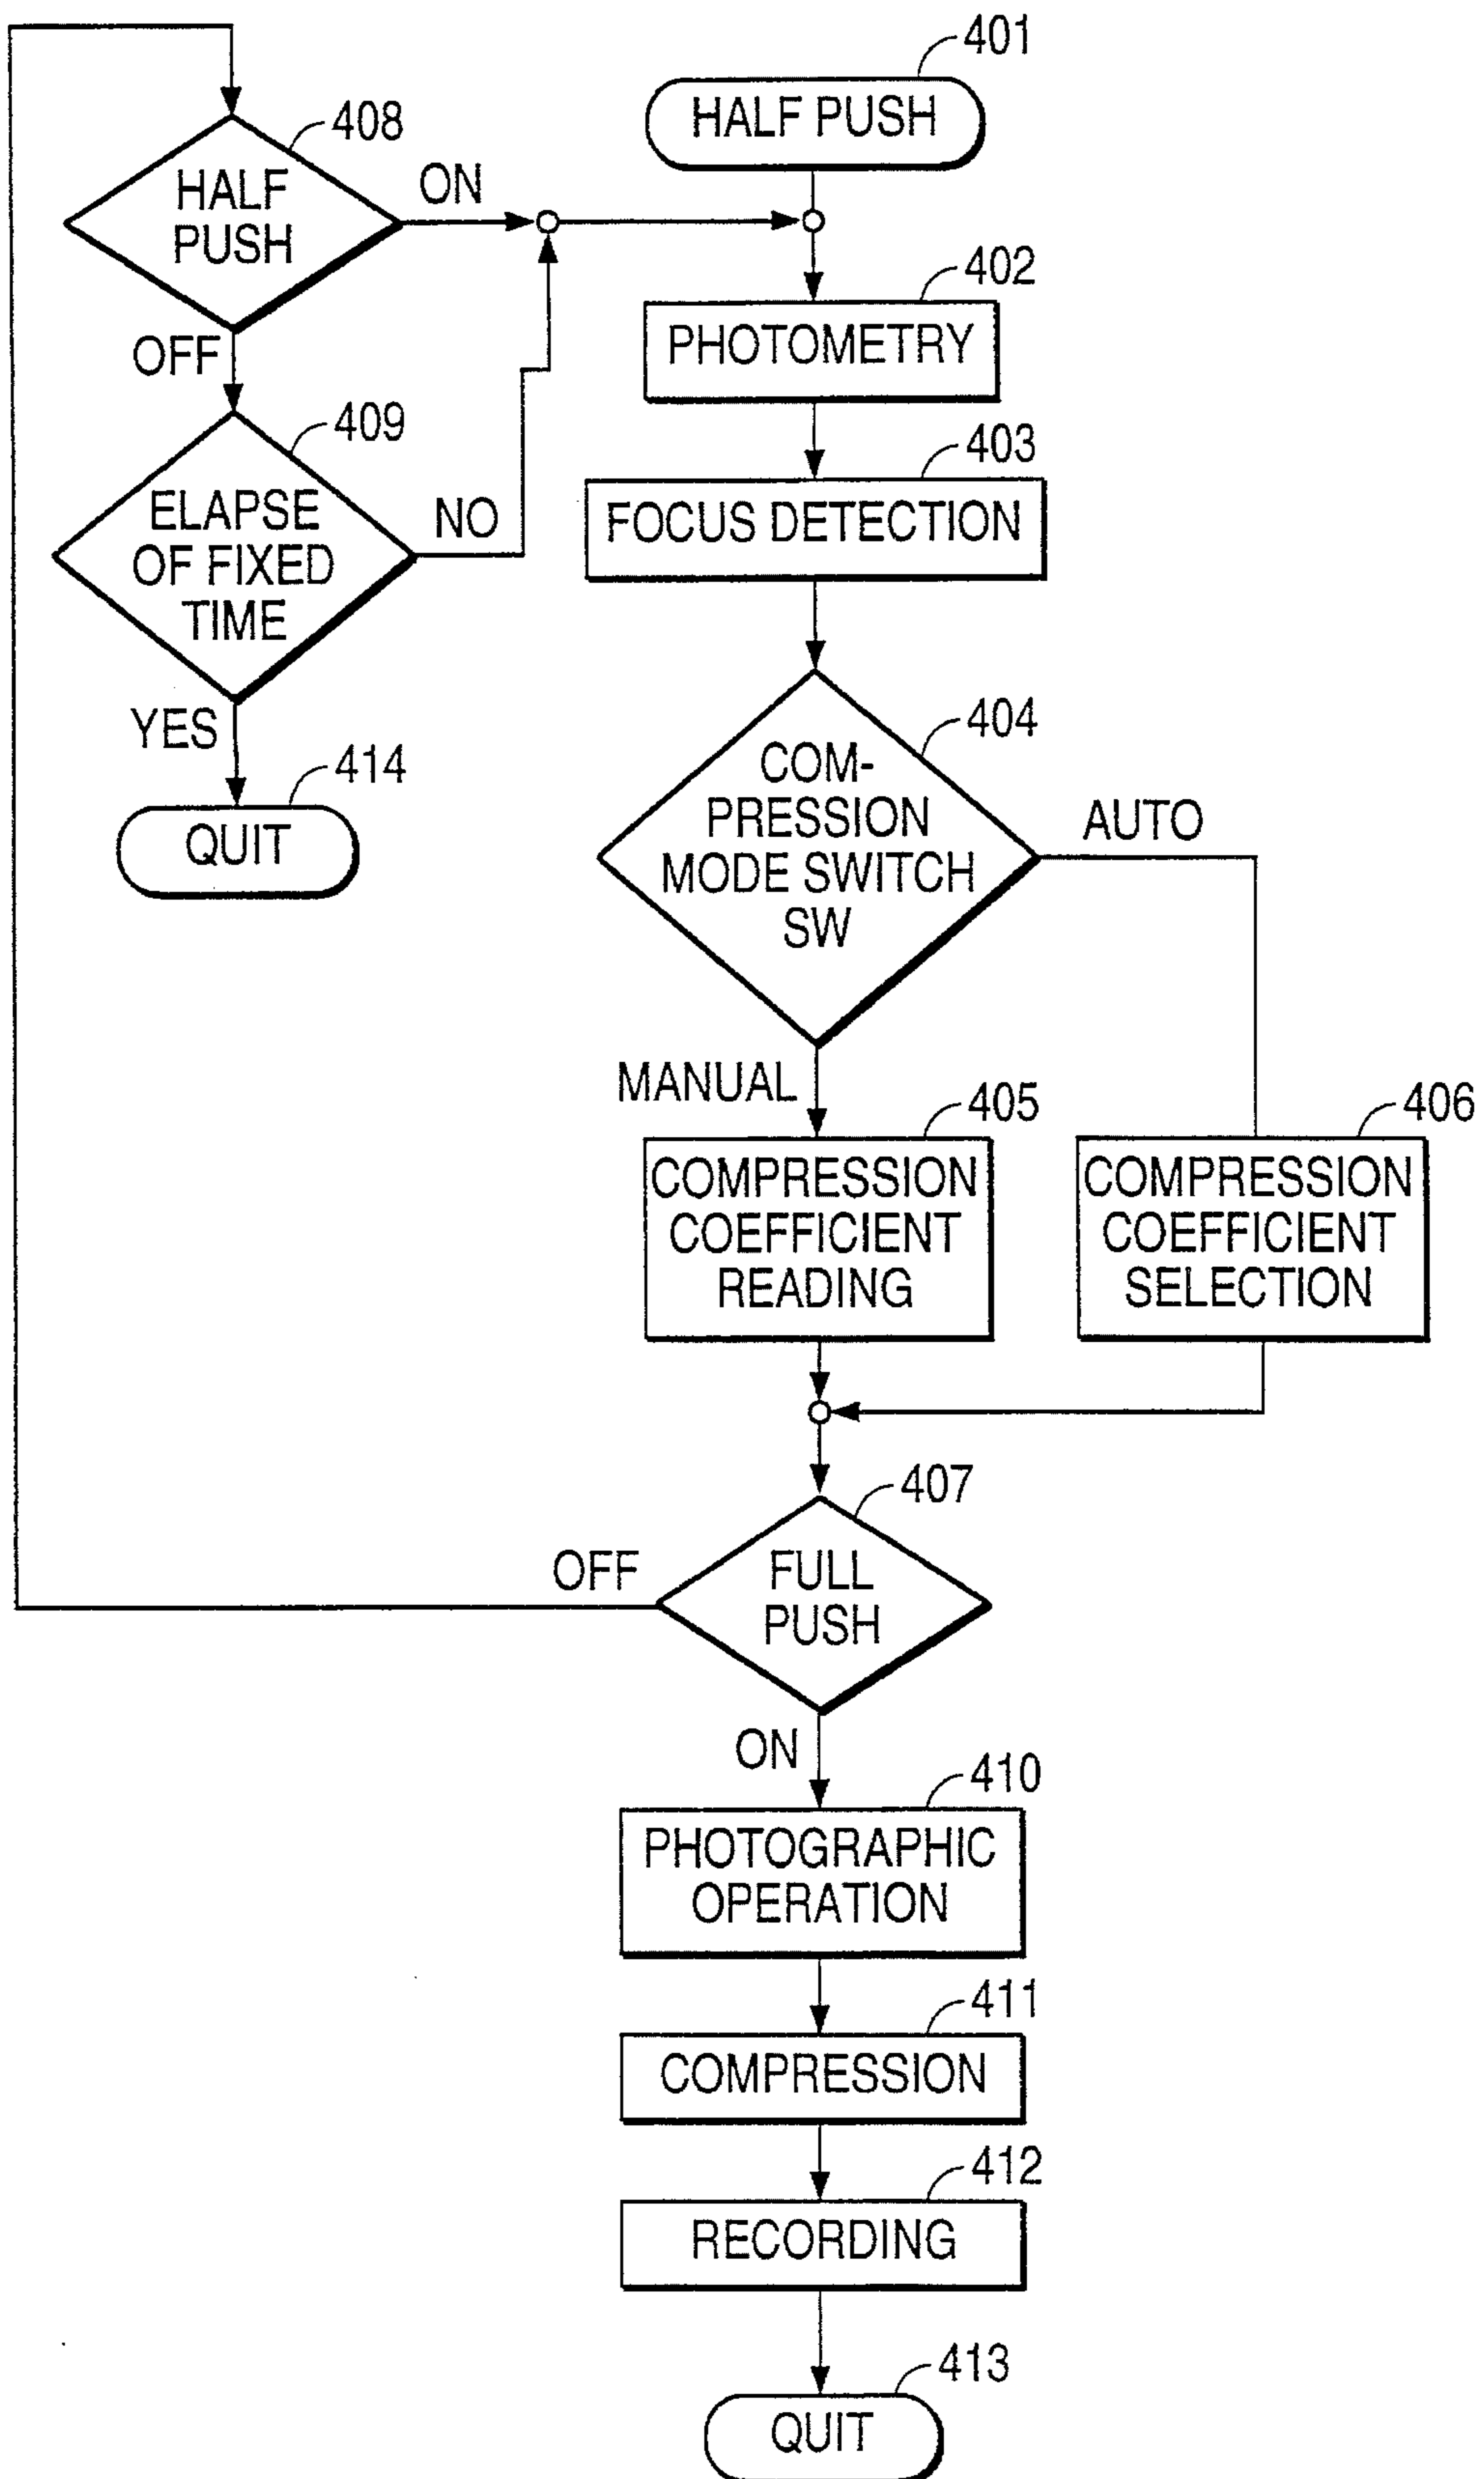 401
HALF PUSH
408
HALF
PUSH
ON
OFF
402
PHOTOMETRY
409
ELAPSE
OF FIXED
TIME
NO
YES
403
FOCUS DETECTION
414
QUIT
404
COM-
PRESSION
MODE SWITCH
SW
AUTO
MANUAL
405
COMPRESSION
COEFFICIENT
READING
406
COMPRESSION
COEFFICIENT
SELECTION
407
FULL
PUSH
OFF
ON
410
PHOTOGRAPHIC
OPERATION
411
COMPRESSION
412
RECORDING
413
QUIT